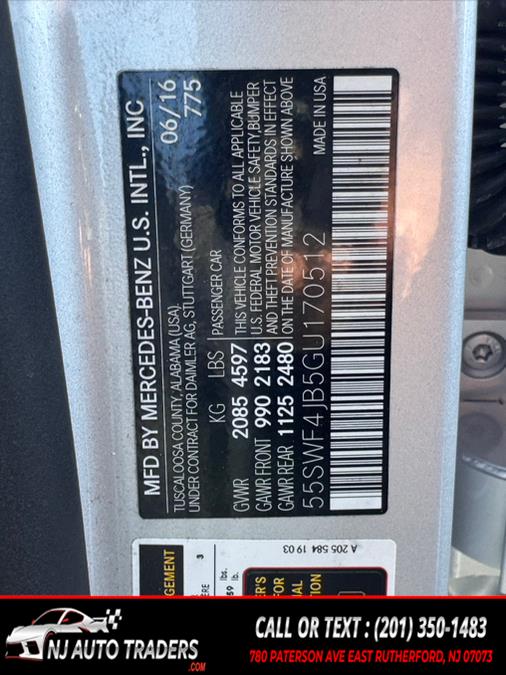 MFD BY MERCEDES-BENZ U.S. INTL., INC
TUSCALOOSA COUNTY, ALABAMA (USA)
UNDER CONTRACT FOR DAIMLER AG, STUTTGART (GERMANY)
06/16
775
KG LBS
GVWR 2085 4597
GAWR FRONT 990 2183
GAWR REAR 1125 2480
PASSENGER CAR
THIS VEHICLE CONFORMS TO ALL APPLICABLE
U.S. FEDERAL MOTOR VEHICLE SAFETY, BUMPER
AND THEFT PREVENTION STANDARDS IN EFFECT
ON THE DATE OF MANUFACTURE SHOWN ABOVE
55SWF4JB5GU170512
MADE IN USA
A 205 584 19 03
3
lbs.
lb.
NJ AUTO TRADERS
.COM
CALL OR TEXT : (201) 350-1483
780 PATERSON AVE EAST RUTHERFORD, NJ 07073